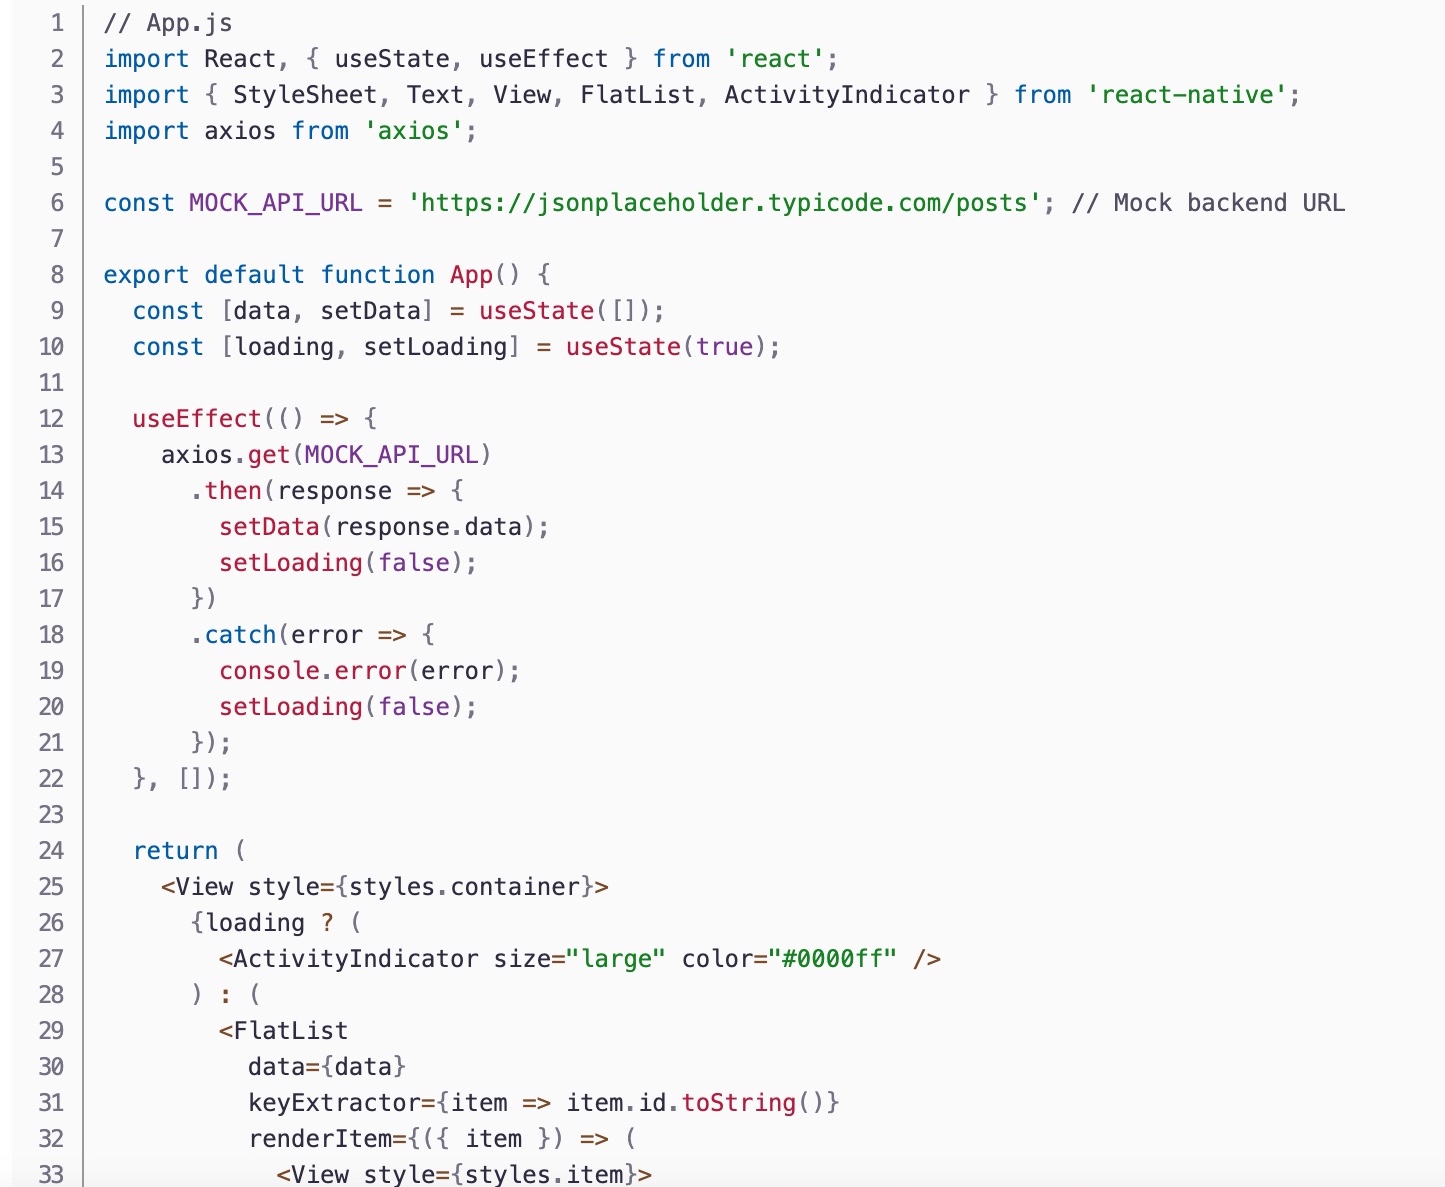 1 // App.js
2 import React, { useState, useEffect } from 'react';
3 import { StyleSheet, Text, View, FlatList, ActivityIndicator } from 'react-native';
4 import axios from 'axios';
5
6 const MOCK_API_URL = 'https://jsonplaceholder.typicode.com/posts'; // Mock backend URL
7
8 export default function App() {
9   const [data, setData] = useState([]);
10   const [loading, setLoading] = useState(true);
11
12   useEffect(() => {
13     axios.get(MOCK_API_URL)
14       .then(response => {
15         setData(response.data);
16         setLoading(false);
17       })
18       .catch(error => {
19         console.error(error);
20         setLoading(false);
21       });
22   }, []);
23
24   return (
25     <View style={styles.container}>
26       {loading ? (
27         <ActivityIndicator size="large" color="#0000ff" />
28       ) : (
29         <FlatList
30           data={data}
31           keyExtractor={item => item.id.toString()}
32           renderItem={({ item }) => (
33             <View style={styles.item}>